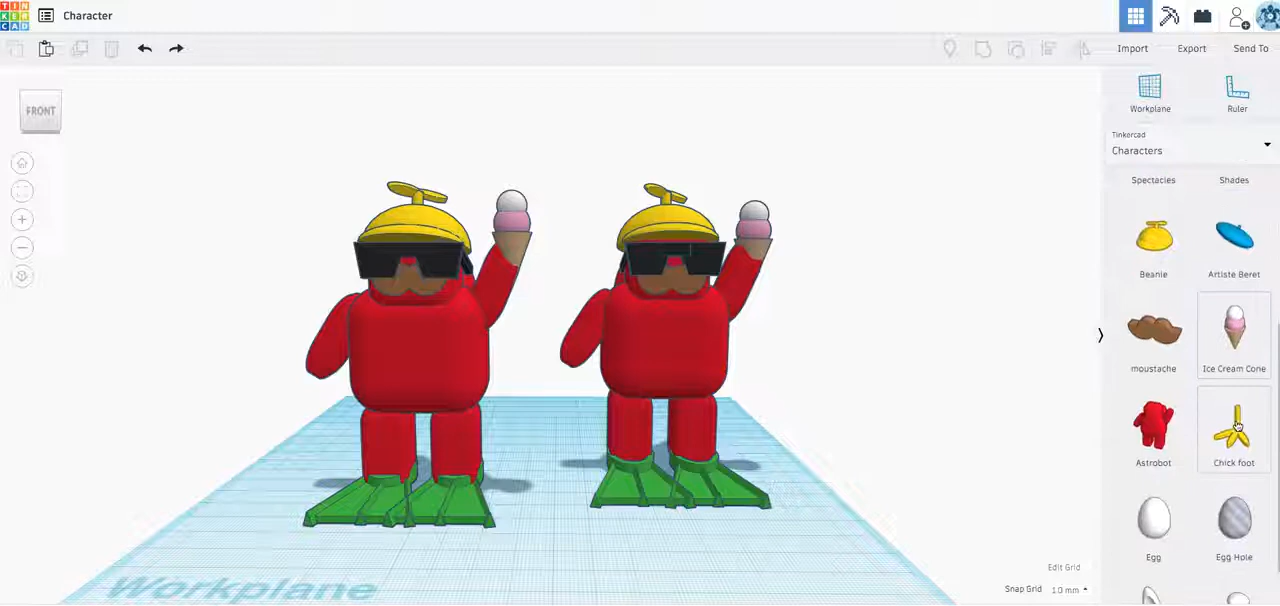 TIN
KER
CAD
Character
Import
Export
Send To
FRONT
Workplane
Ruler
Tinkercad
Characters
Spectacles
Shades
Beanie
Artiste Beret
moustache
Ice Cream Cone
Astrobot
Chick foot
Egg
Egg Hole
Edit Grid
Snap Grid 1.0 mm
Workplane